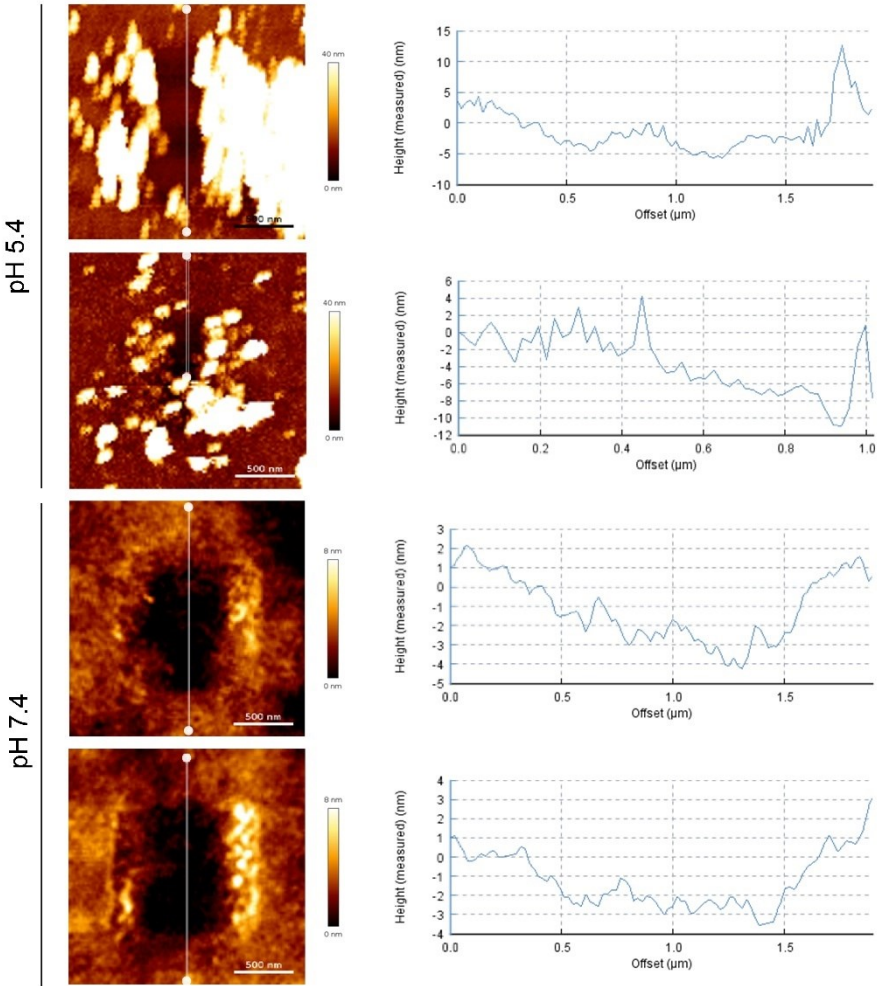 pH 5.4
40 nm
0 nm
Height (measured) (nm)
15
10
5
0
-5
-10
0.0 0.5 1.0 1.5
Offset (µm)
40 nm
0 nm
500 nm
Height (measured) (nm)
6
4
2
0
-2
-4
-6
-8
-10
-12
0.0 0.2 0.4 0.6 0.8 1.0
Offset (µm)
pH 7.4
8 nm
0 nm
500 nm
Height (measured) (nm)
3
2
1
0
-1
-2
-3
-4
-5
0.0 0.5 1.0 1.5
Offset (µm)
8 nm
0 nm
500 nm
Height (measured) (nm)
4
3
2
1
0
-1
-2
-3
-4
0.0 0.5 1.0 1.5
Offset (µm)